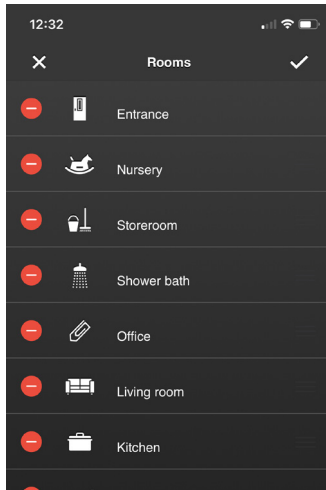 12:32
Rooms
Entrance
Nursery
Storeroom
Shower bath
Office
Living room
Kitchen